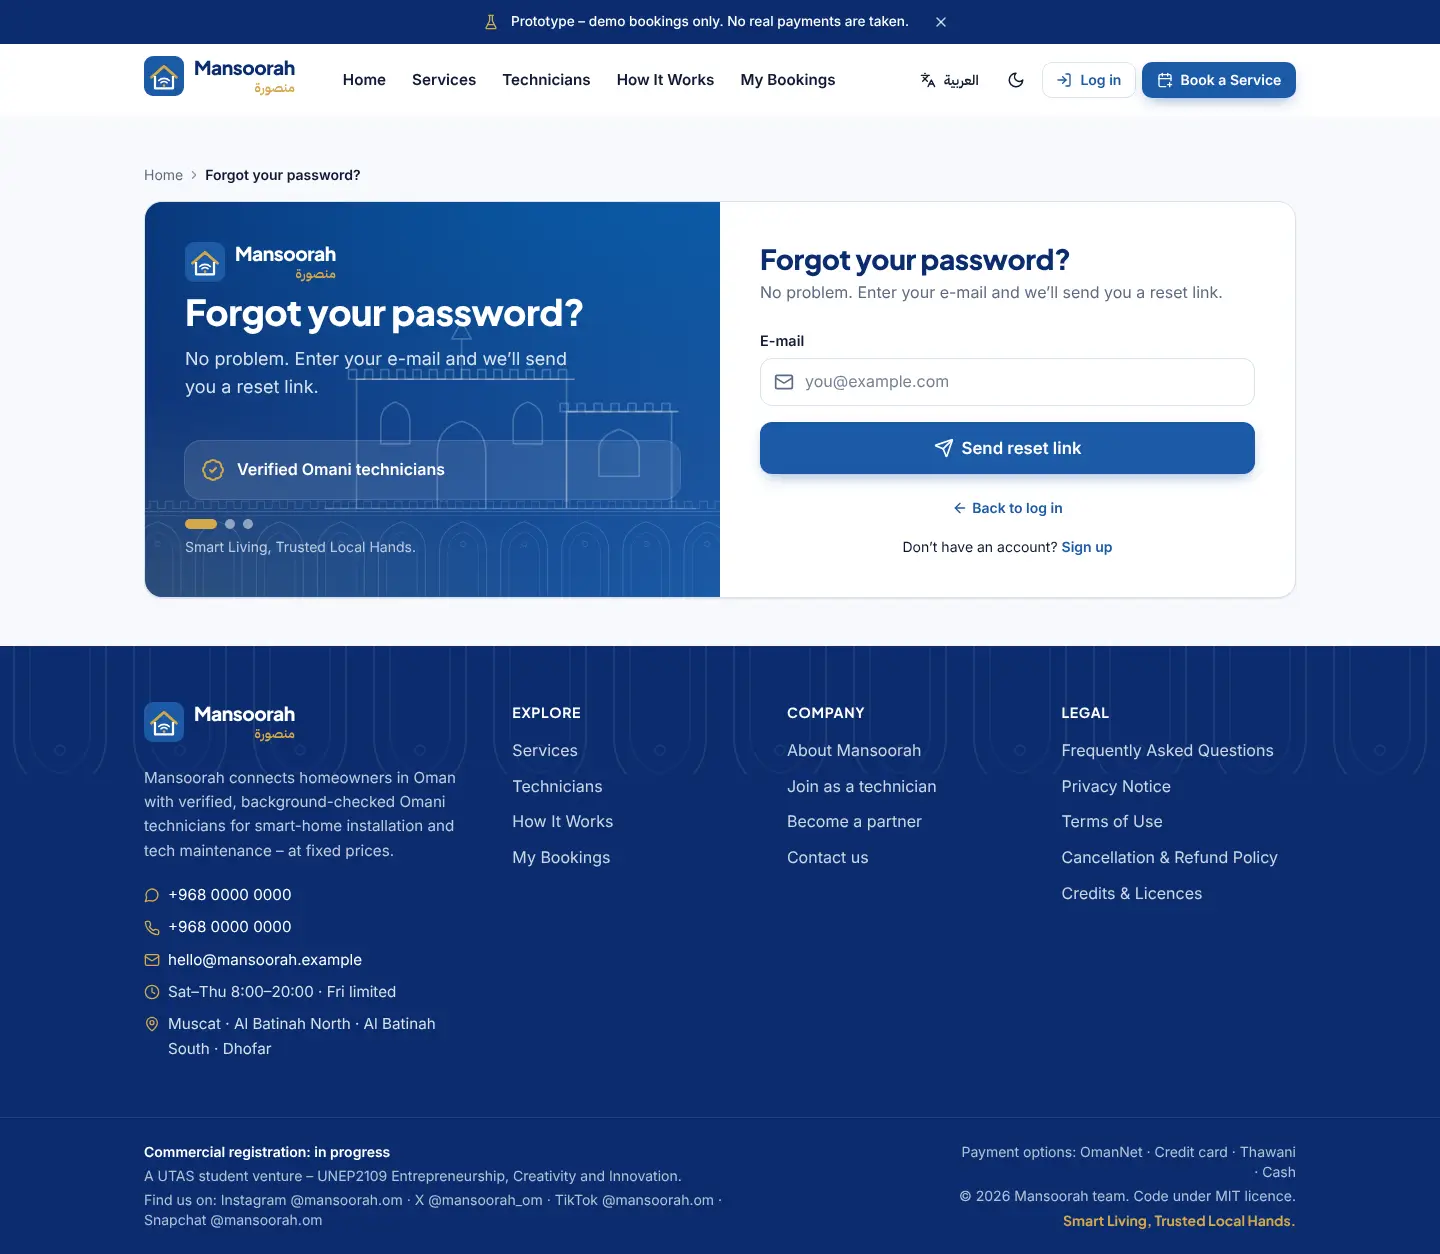 Prototype – demo bookings only. No real payments are taken.
Mansoorah
منصورة
Home
Services
Technicians
How It Works
My Bookings
العربية
Log in
Book a Service
Home
Forgot your password?
Mansoorah
منصورة
Forgot your password?
No problem. Enter your e-mail and we’ll send
you a reset link.
Verified Omani technicians
Smart Living, Trusted Local Hands.
Forgot your password?
No problem. Enter your e-mail and we’ll send you a reset link.
E-mail
you@example.com
Send reset link
Back to log in
Don’t have an account? Sign up
Mansoorah
منصورة
Mansoorah connects homeowners in Oman
with verified, background-checked Omani
technicians for smart-home installation and
tech maintenance – at fixed prices.
+968 0000 0000
+968 0000 0000
hello@mansoorah.example
Sat–Thu 8:00–20:00 · Fri limited
Muscat · Al Batinah North · Al Batinah
South · Dhofar
EXPLORE
Services
Technicians
How It Works
My Bookings
COMPANY
About Mansoorah
Join as a technician
Become a partner
Contact us
LEGAL
Frequently Asked Questions
Privacy Notice
Terms of Use
Cancellation & Refund Policy
Credits & Licences
Commercial registration: in progress
A UTAS student venture – UNEP2109 Entrepreneurship, Creativity and Innovation.
Find us on: Instagram @mansoorah.om · X @mansoorah_om · TikTok @mansoorah.om ·
Snapchat @mansoorah.om
Payment options: OmanNet · Credit card · Thawani
· Cash
© 2026 Mansoorah team. Code under MIT licence.
Smart Living, Trusted Local Hands.